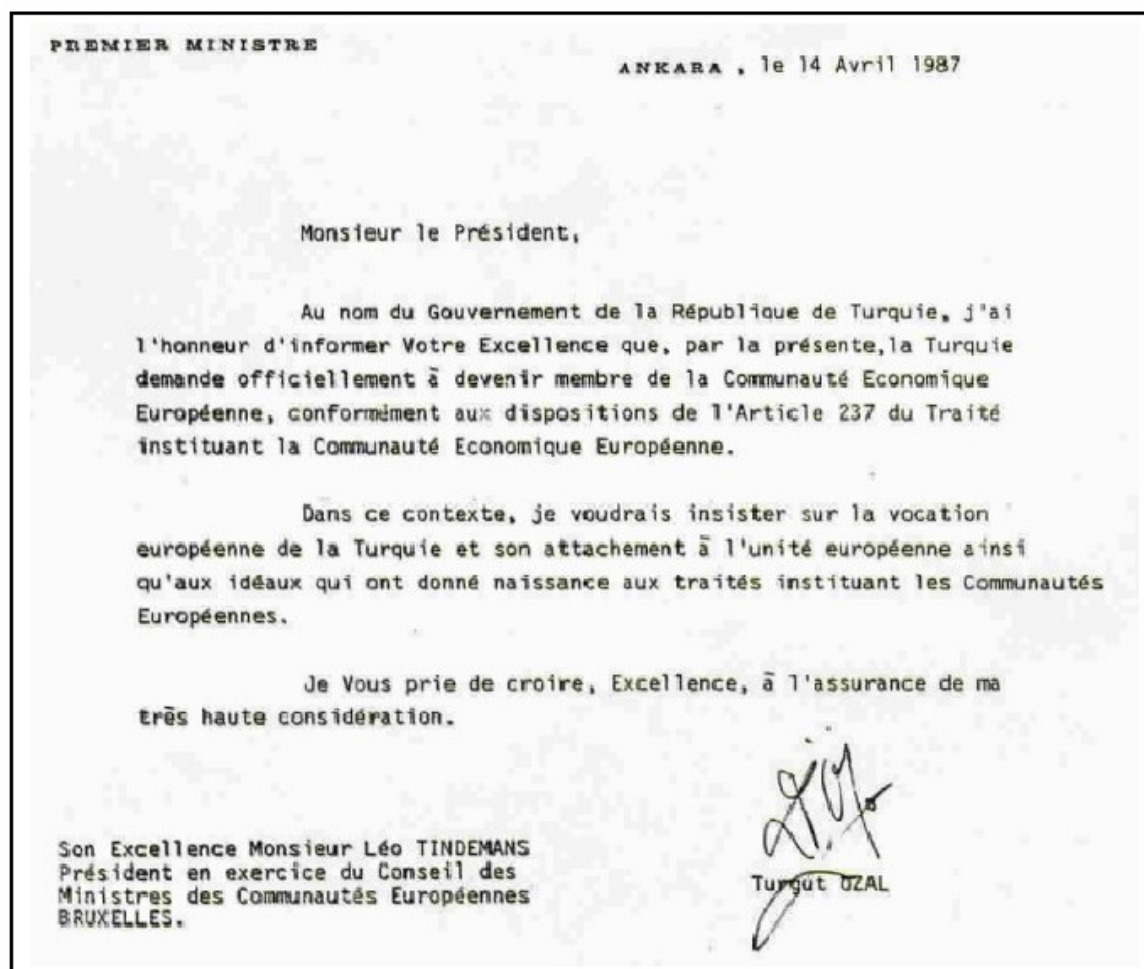 PREMIER MINISTRE
ANKARA , le 14 Avril 1987
Monsieur le Président,
Au nom du Gouvernement de la République de Turquie, j'ai
l'honneur d'informer Votre Excellence que, par la présente,la Turquie
demande officiellement à devenir membre de la Communauté Economique
Européenne, conformément aux dispositions de l'Article 237 du Traité
instituant la Communauté Economique Européenne.
Dans ce contexte, je voudrais insister sur la vocation
européenne de la Turquie et son attachement à l'unité européenne ainsi
qu'aux idéaux qui ont donné naissance aux traités instituant les Communautés
Européennes.
Je Vous prie de croire, Excellence, à l'assurance de ma
très haute considération.
Son Excellence Monsieur Léo TINDEMANS
Président en exercice du Conseil des
Ministres des Communautés Européennes
BRUXELLES.
Turgut ÖZAL